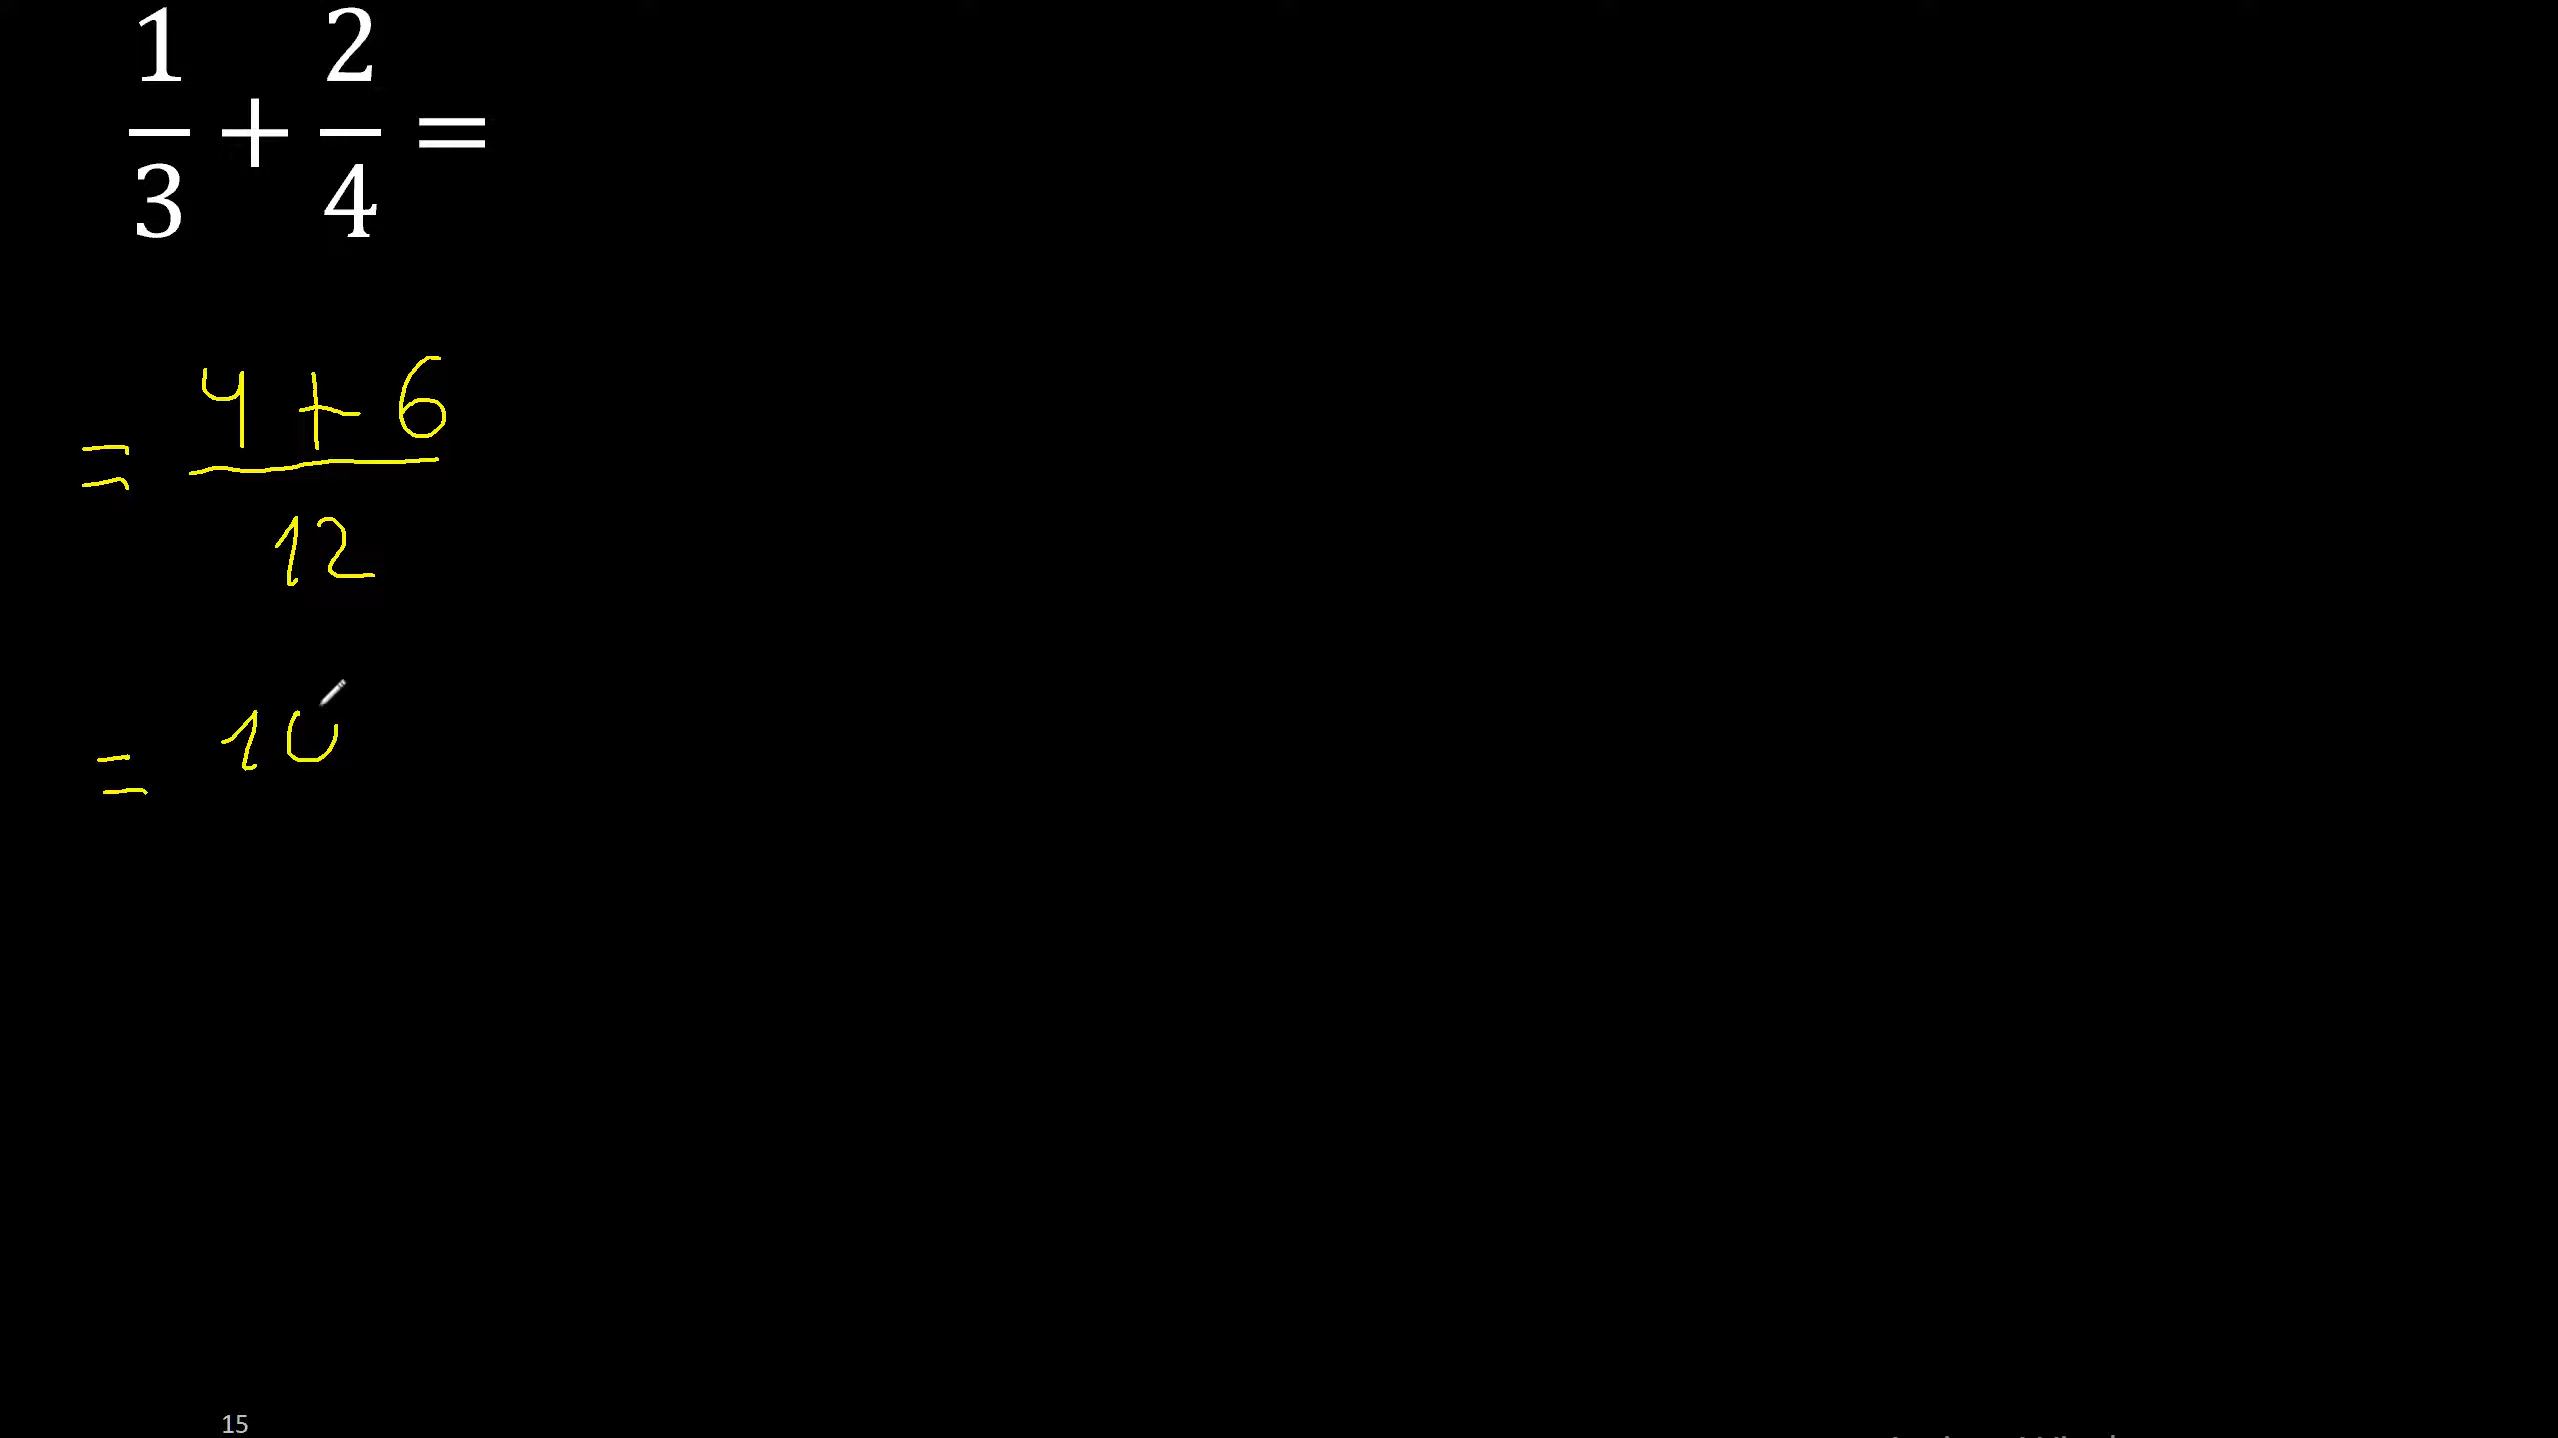 1/3 + 2/4 =
= 4 + 6 / 12
= 10
15